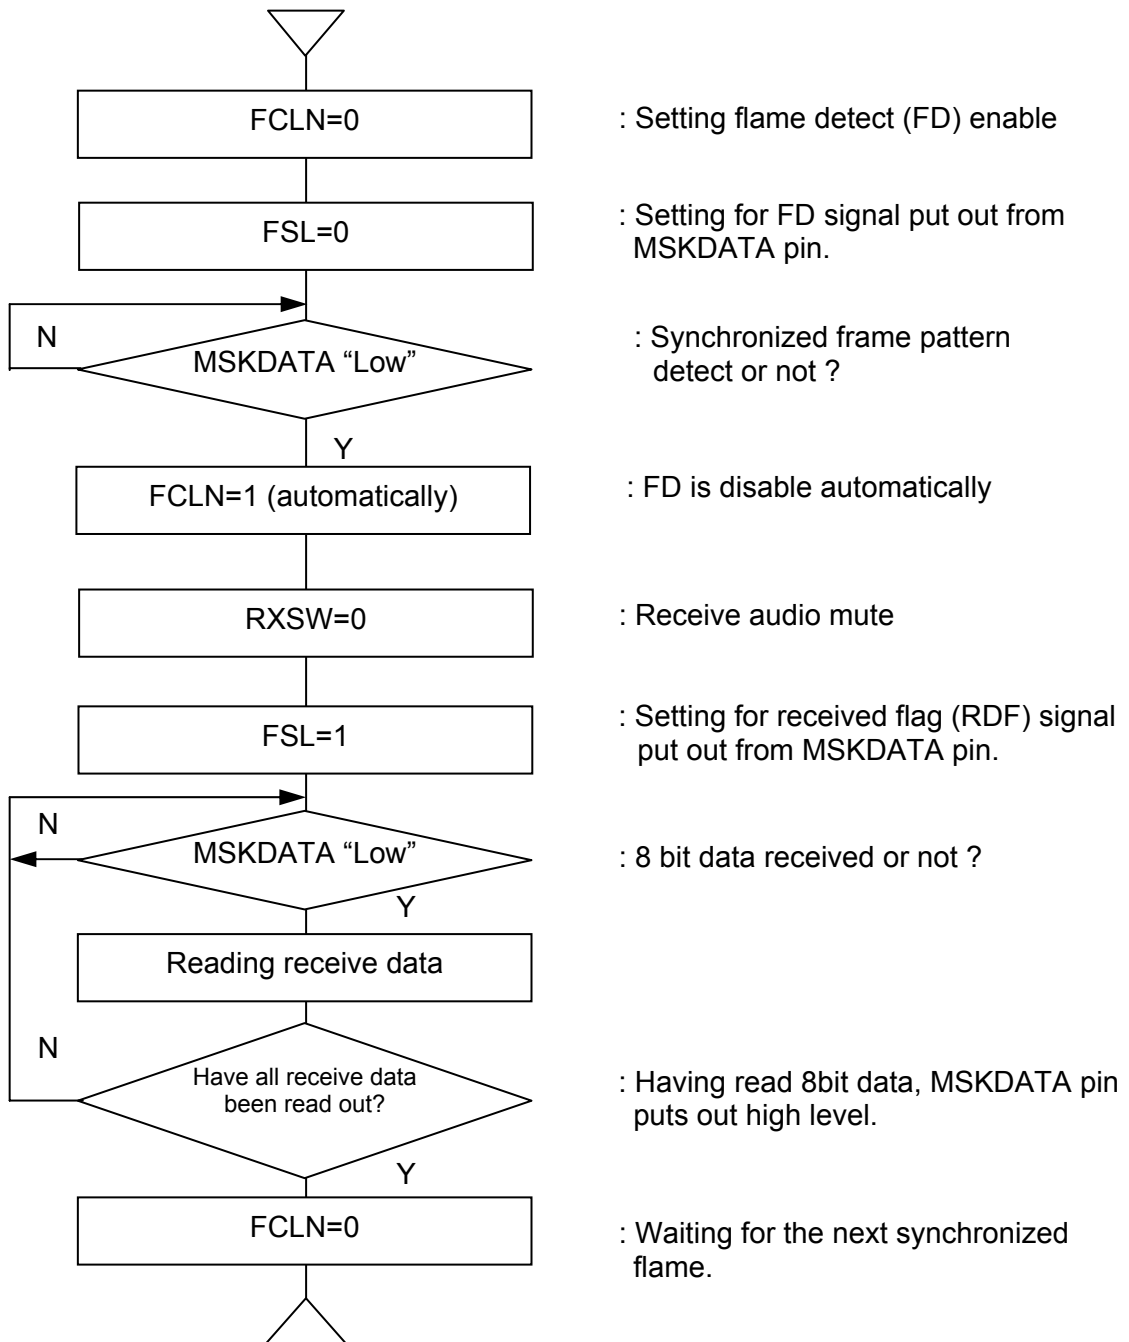 FCLN=0
: Setting flame detect (FD) enable
FSL=0
: Setting for FD signal put out from
MSKDATA pin.
N
MSKDATA “Low”
: Synchronized frame pattern
detect or not ?
Y
FCLN=1 (automatically)
: FD is disable automatically
RXSW=0
: Receive audio mute
FSL=1
: Setting for received flag (RDF) signal
put out from MSKDATA pin.
N
MSKDATA “Low”
: 8 bit data received or not ?
Y
Reading receive data
N
Have all receive data
been read out?
: Having read 8bit data, MSKDATA pin
puts out high level.
Y
FCLN=0
: Waiting for the next synchronized
flame.